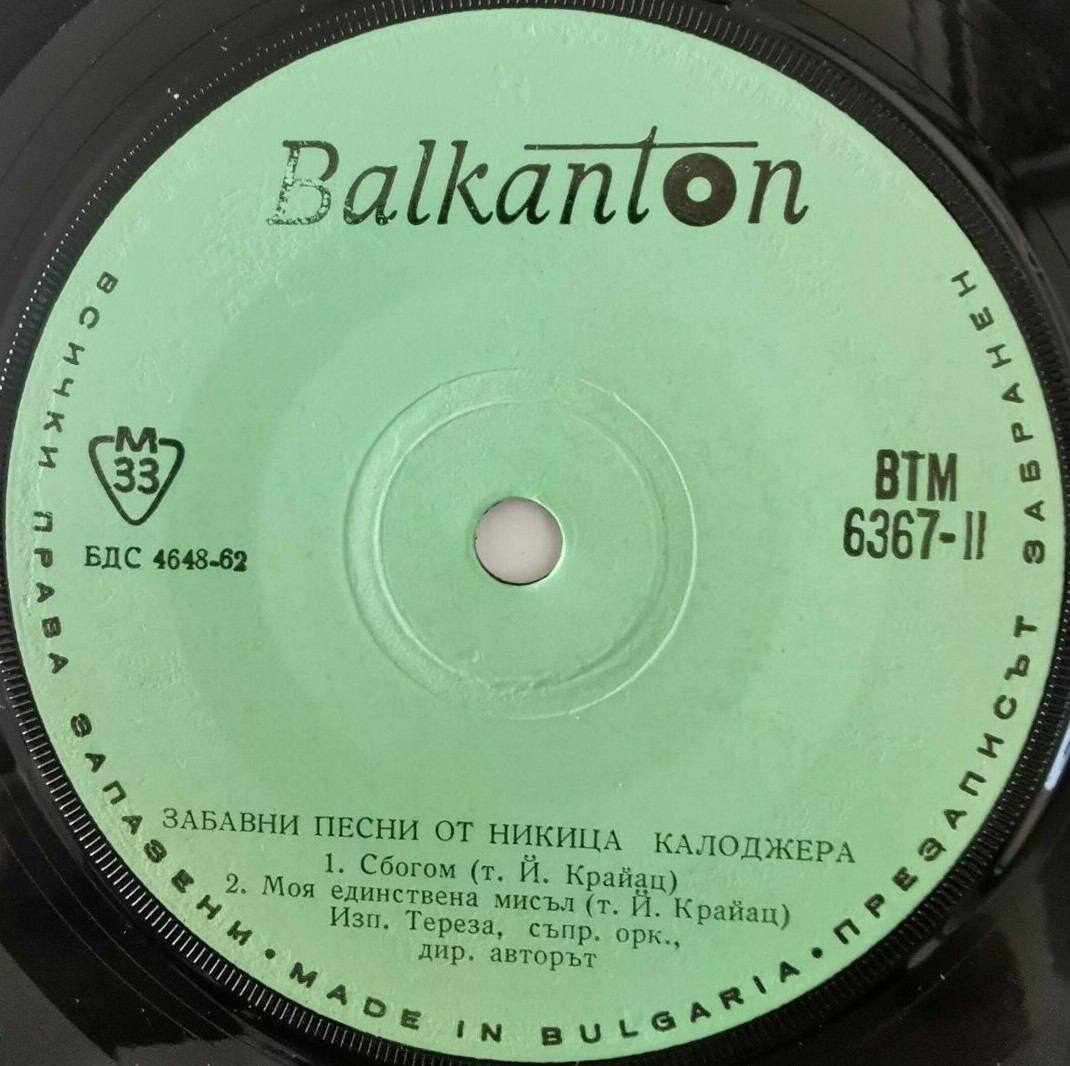 Balkanton
ВСИЧКИ ПРАВА ЗАПАЗЕНИ • MADE IN BULGARIA • ПРЕЗАПИСЪТ ЗАБРАНЕН
М
33
БДС 4648-62
ВТМ
6367-II
ЗАБАВНИ ПЕСНИ ОТ НИКИЦА КАЛОДЖЕРА
1. Сбогом (т. Й. Крайац)
2. Моя единствена мисъл (т. Й. Крайац)
Изп. Тереза, съпр. орк.,
дир. авторът